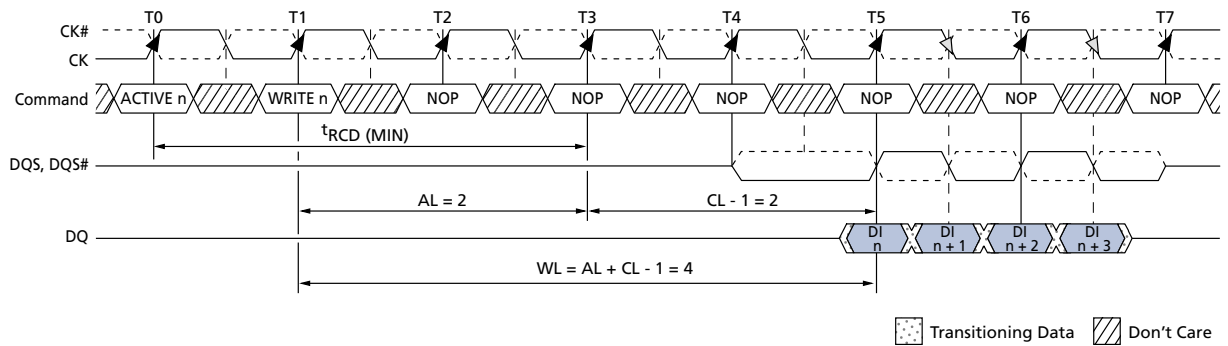 T0 T1 T2 T3 T4 T5 T6 T7
CK#
CK
Command ACTIVE n WRITE n NOP NOP NOP NOP NOP NOP
tRCD (MIN)
DQS, DQS#
AL = 2 CL - 1 = 2
DQ DI n DI n + 1 DI n + 2 DI n + 3
WL = AL + CL - 1 = 4
Transitioning Data Don't Care